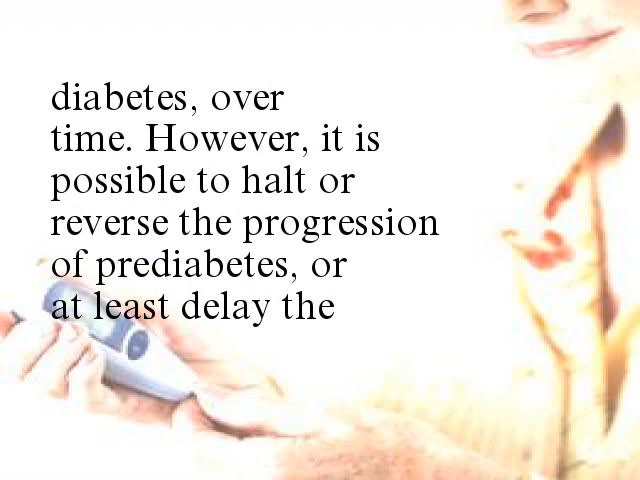 diabetes, over
time. However, it is
possible to halt or
reverse the progression
of prediabetes, or
at least delay the